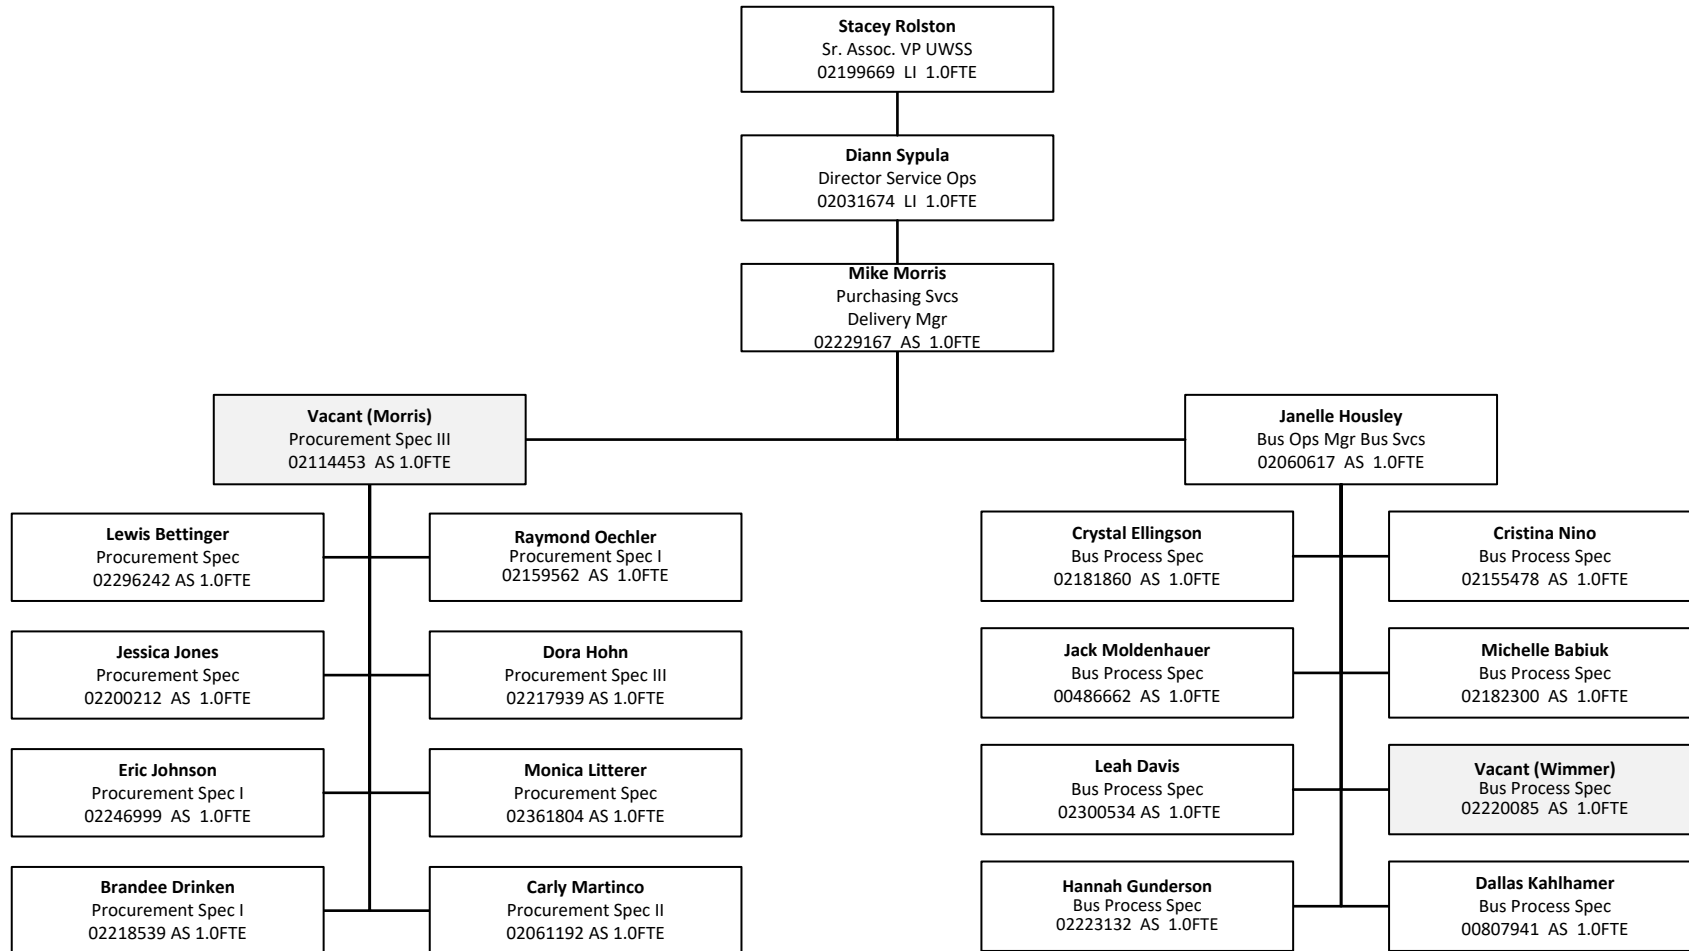 Stacey Rolston
Sr. Assoc. VP UWSS
02199669 LI 1.0FTE
Diann Sypula
Director Service Ops
02031674 LI 1.0FTE
Mike Morris
Purchasing Svcs
Delivery Mgr
02229167 AS 1.0FTE
Vacant (Morris)
Procurement Spec III
02114453 AS 1.0FTE
Janelle Housley
Bus Ops Mgr Bus Svcs
02060617 AS 1.0FTE
Lewis Bettinger
Procurement Spec
02296242 AS 1.0FTE
Raymond Oechler
Procurement Spec I
02159562 AS 1.0FTE
Jessica Jones
Procurement Spec
02200212 AS 1.0FTE
Dora Hohn
Procurement Spec III
02217939 AS 1.0FTE
Eric Johnson
Procurement Spec I
02246999 AS 1.0FTE
Monica Litterer
Procurement Spec
02361804 AS 1.0FTE
Brandee Drinken
Procurement Spec I
02218539 AS 1.0FTE
Carly Martinco
Procurement Spec II
02061192 AS 1.0FTE
Crystal Ellingson
Bus Process Spec
02181860 AS 1.0FTE
Cristina Nino
Bus Process Spec
02155478 AS 1.0FTE
Jack Moldenhauer
Bus Process Spec
00486662 AS 1.0FTE
Michelle Babiuk
Bus Process Spec
02182300 AS 1.0FTE
Leah Davis
Bus Process Spec
02300534 AS 1.0FTE
Vacant (Wimmer)
Bus Process Spec
02220085 AS 1.0FTE
Hannah Gunderson
Bus Process Spec
02223132 AS 1.0FTE
Dallas Kahlhamer
Bus Process Spec
00807941 AS 1.0FTE